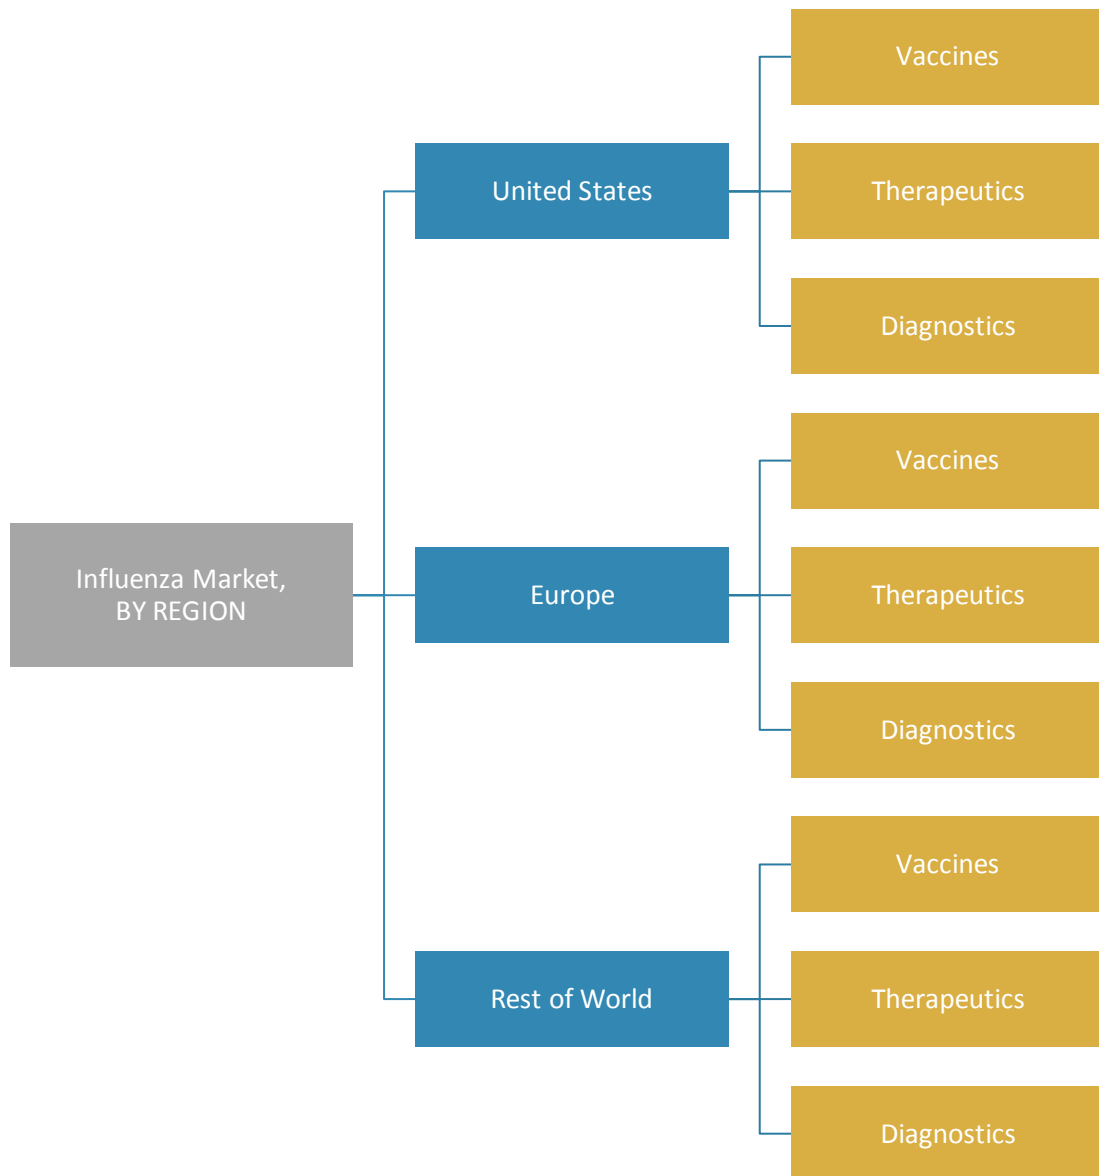 Influenza Market,
BY REGION
United States
Vaccines
Therapeutics
Diagnostics
Europe
Vaccines
Therapeutics
Diagnostics
Rest of World
Vaccines
Therapeutics
Diagnostics